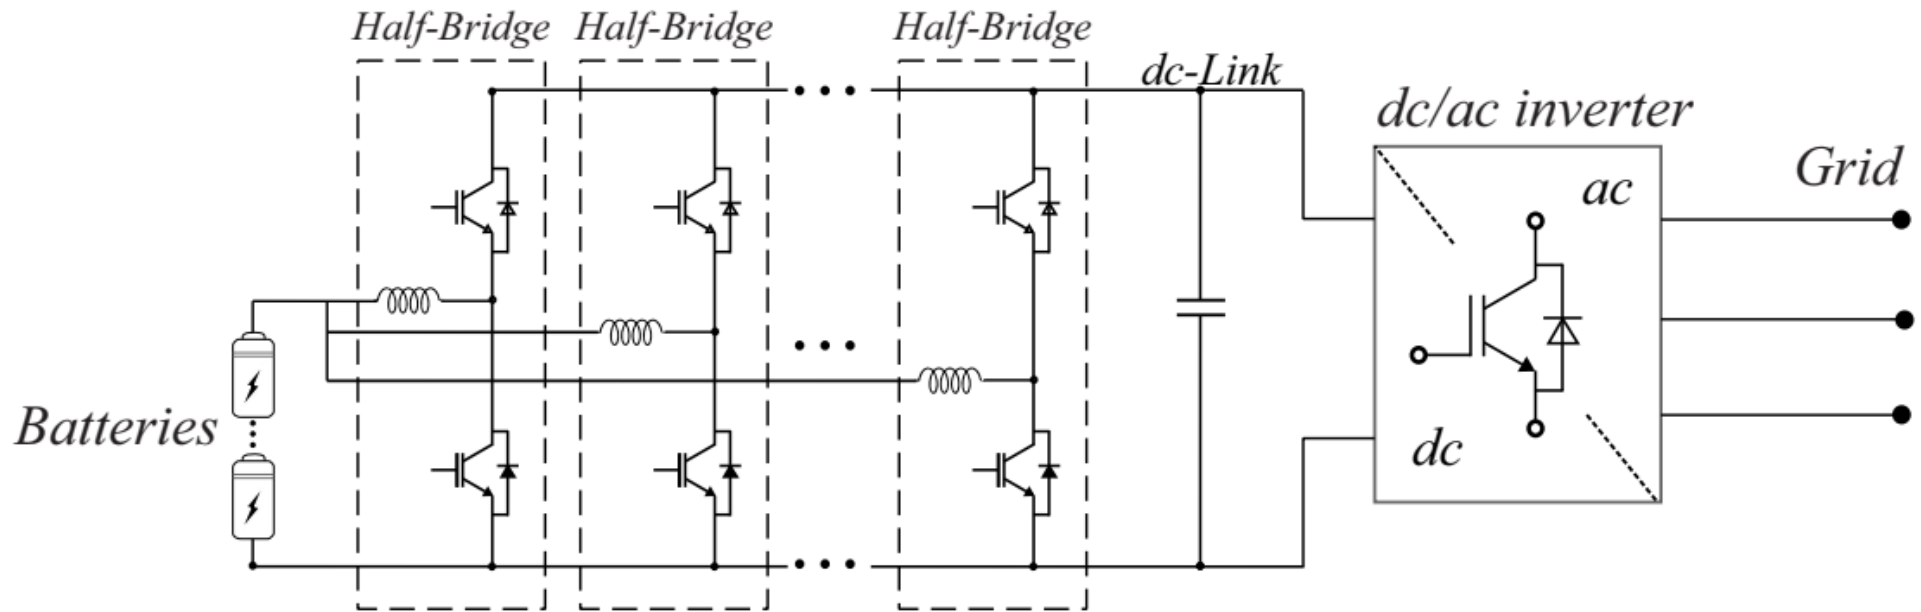 Half-Bridge Half-Bridge Half-Bridge
dc-Link
dc/ac inverter
Grid
ac
Batteries
dc